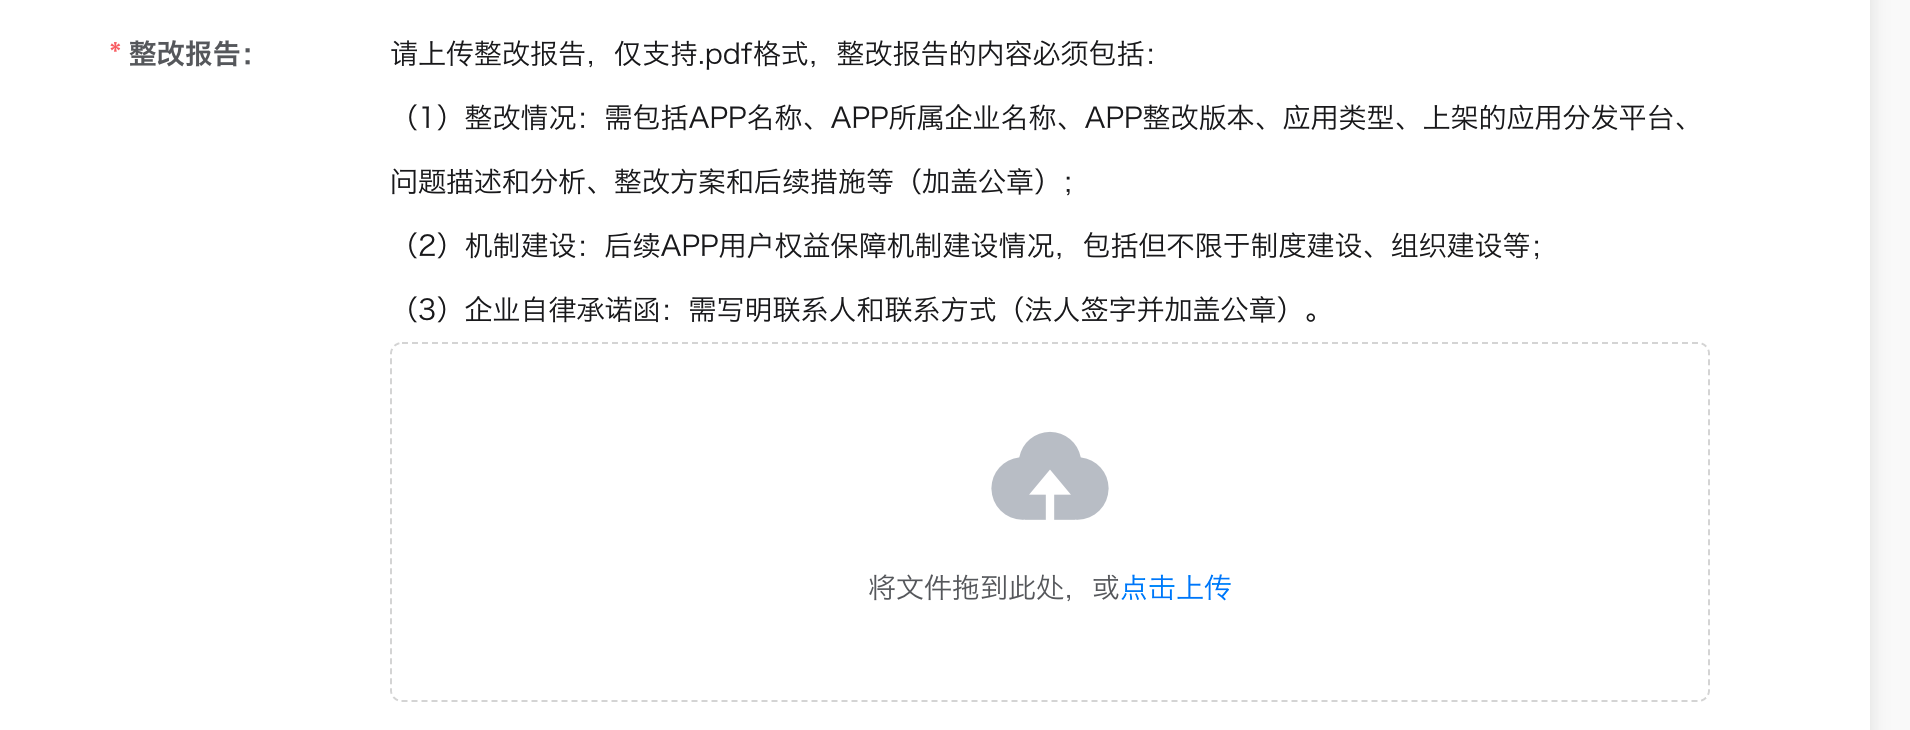 * 整改报告：
请上传整改报告，仅支持.pdf格式，整改报告的内容必须包括：
（1）整改情况：需包括APP名称、APP所属企业名称、APP整改版本、应用类型、上架的应用分发平台、
问题描述和分析、整改方案和后续措施等（加盖公章）；
（2）机制建设：后续APP用户权益保障机制建设情况，包括但不限于制度建设、组织建设等；
（3）企业自律承诺函：需写明联系人和联系方式（法人签字并加盖公章）。
将文件拖到此处，或点击上传